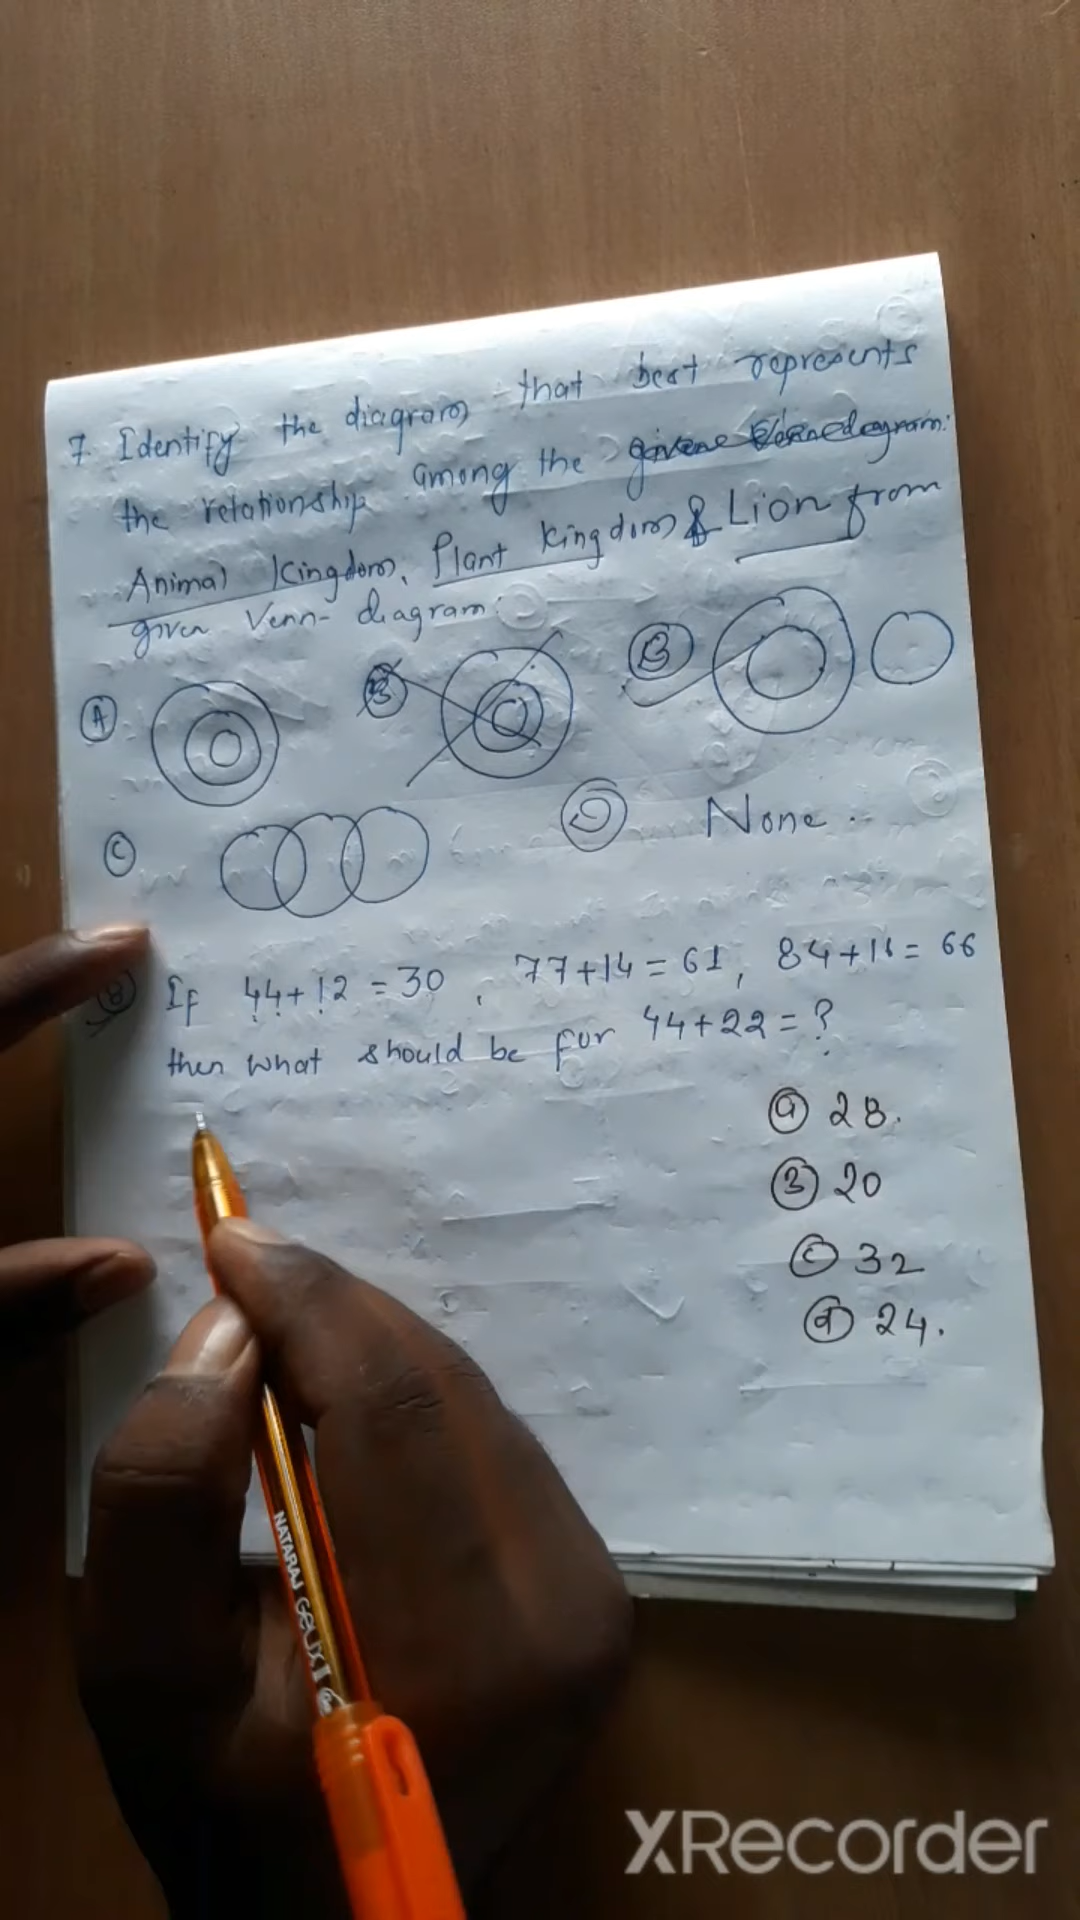 7. Identify the diagram that best represents
the relationship among the
Animal Kingdom, Plant kingdom & Lion from
given Venn- diagram:
A B B
C D None.
8 If 44+12 = 30, 77+14 = 61, 84+16 = 66
then what should be for 44+22 = ?
a 28.
B 20
C 32
d 24.
NATARAJ GELIX II
XRecorder